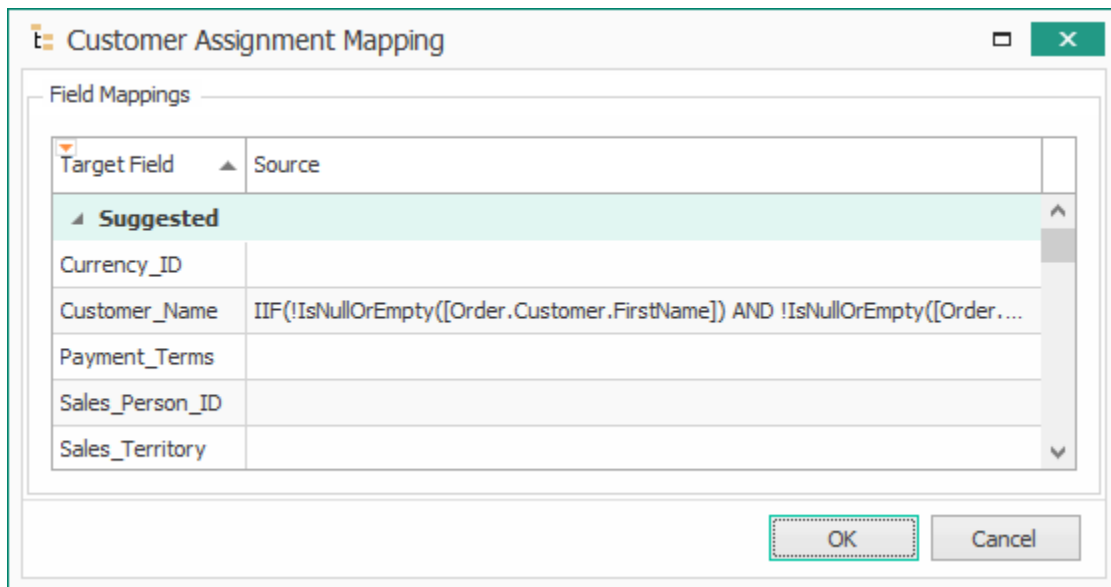 Customer Assignment Mapping
Field Mappings
Target Field Source
Suggested
Currency_ID
Customer_Name IIF(!IsNullOrEmpty([Order.Customer.FirstName]) AND !IsNullOrEmpty([Order....
Payment_Terms
Sales_Person_ID
Sales_Territory
OK Cancel